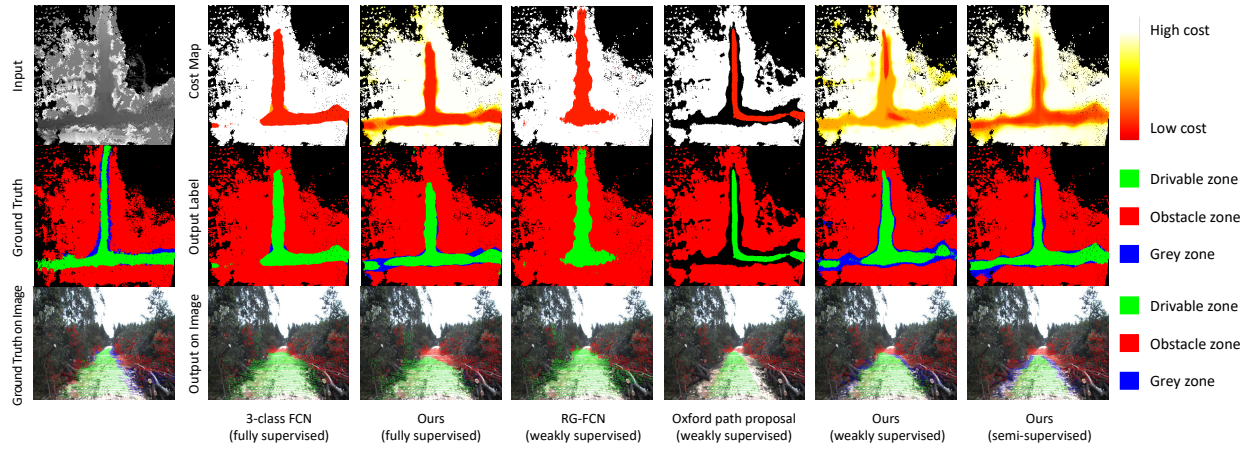 Input
Cost Map
High cost
Low cost
Ground Truth
Output Label
Drivable zone
Obstacle zone
Grey zone
Ground Truth on Image
Output on Image
Drivable zone
Obstacle zone
Grey zone
3-class FCN
(fully supervised)
Ours
(fully supervised)
RG-FCN
(weakly supervised)
Oxford path proposal
(weakly supervised)
Ours
(weakly supervised)
Ours
(semi-supervised)